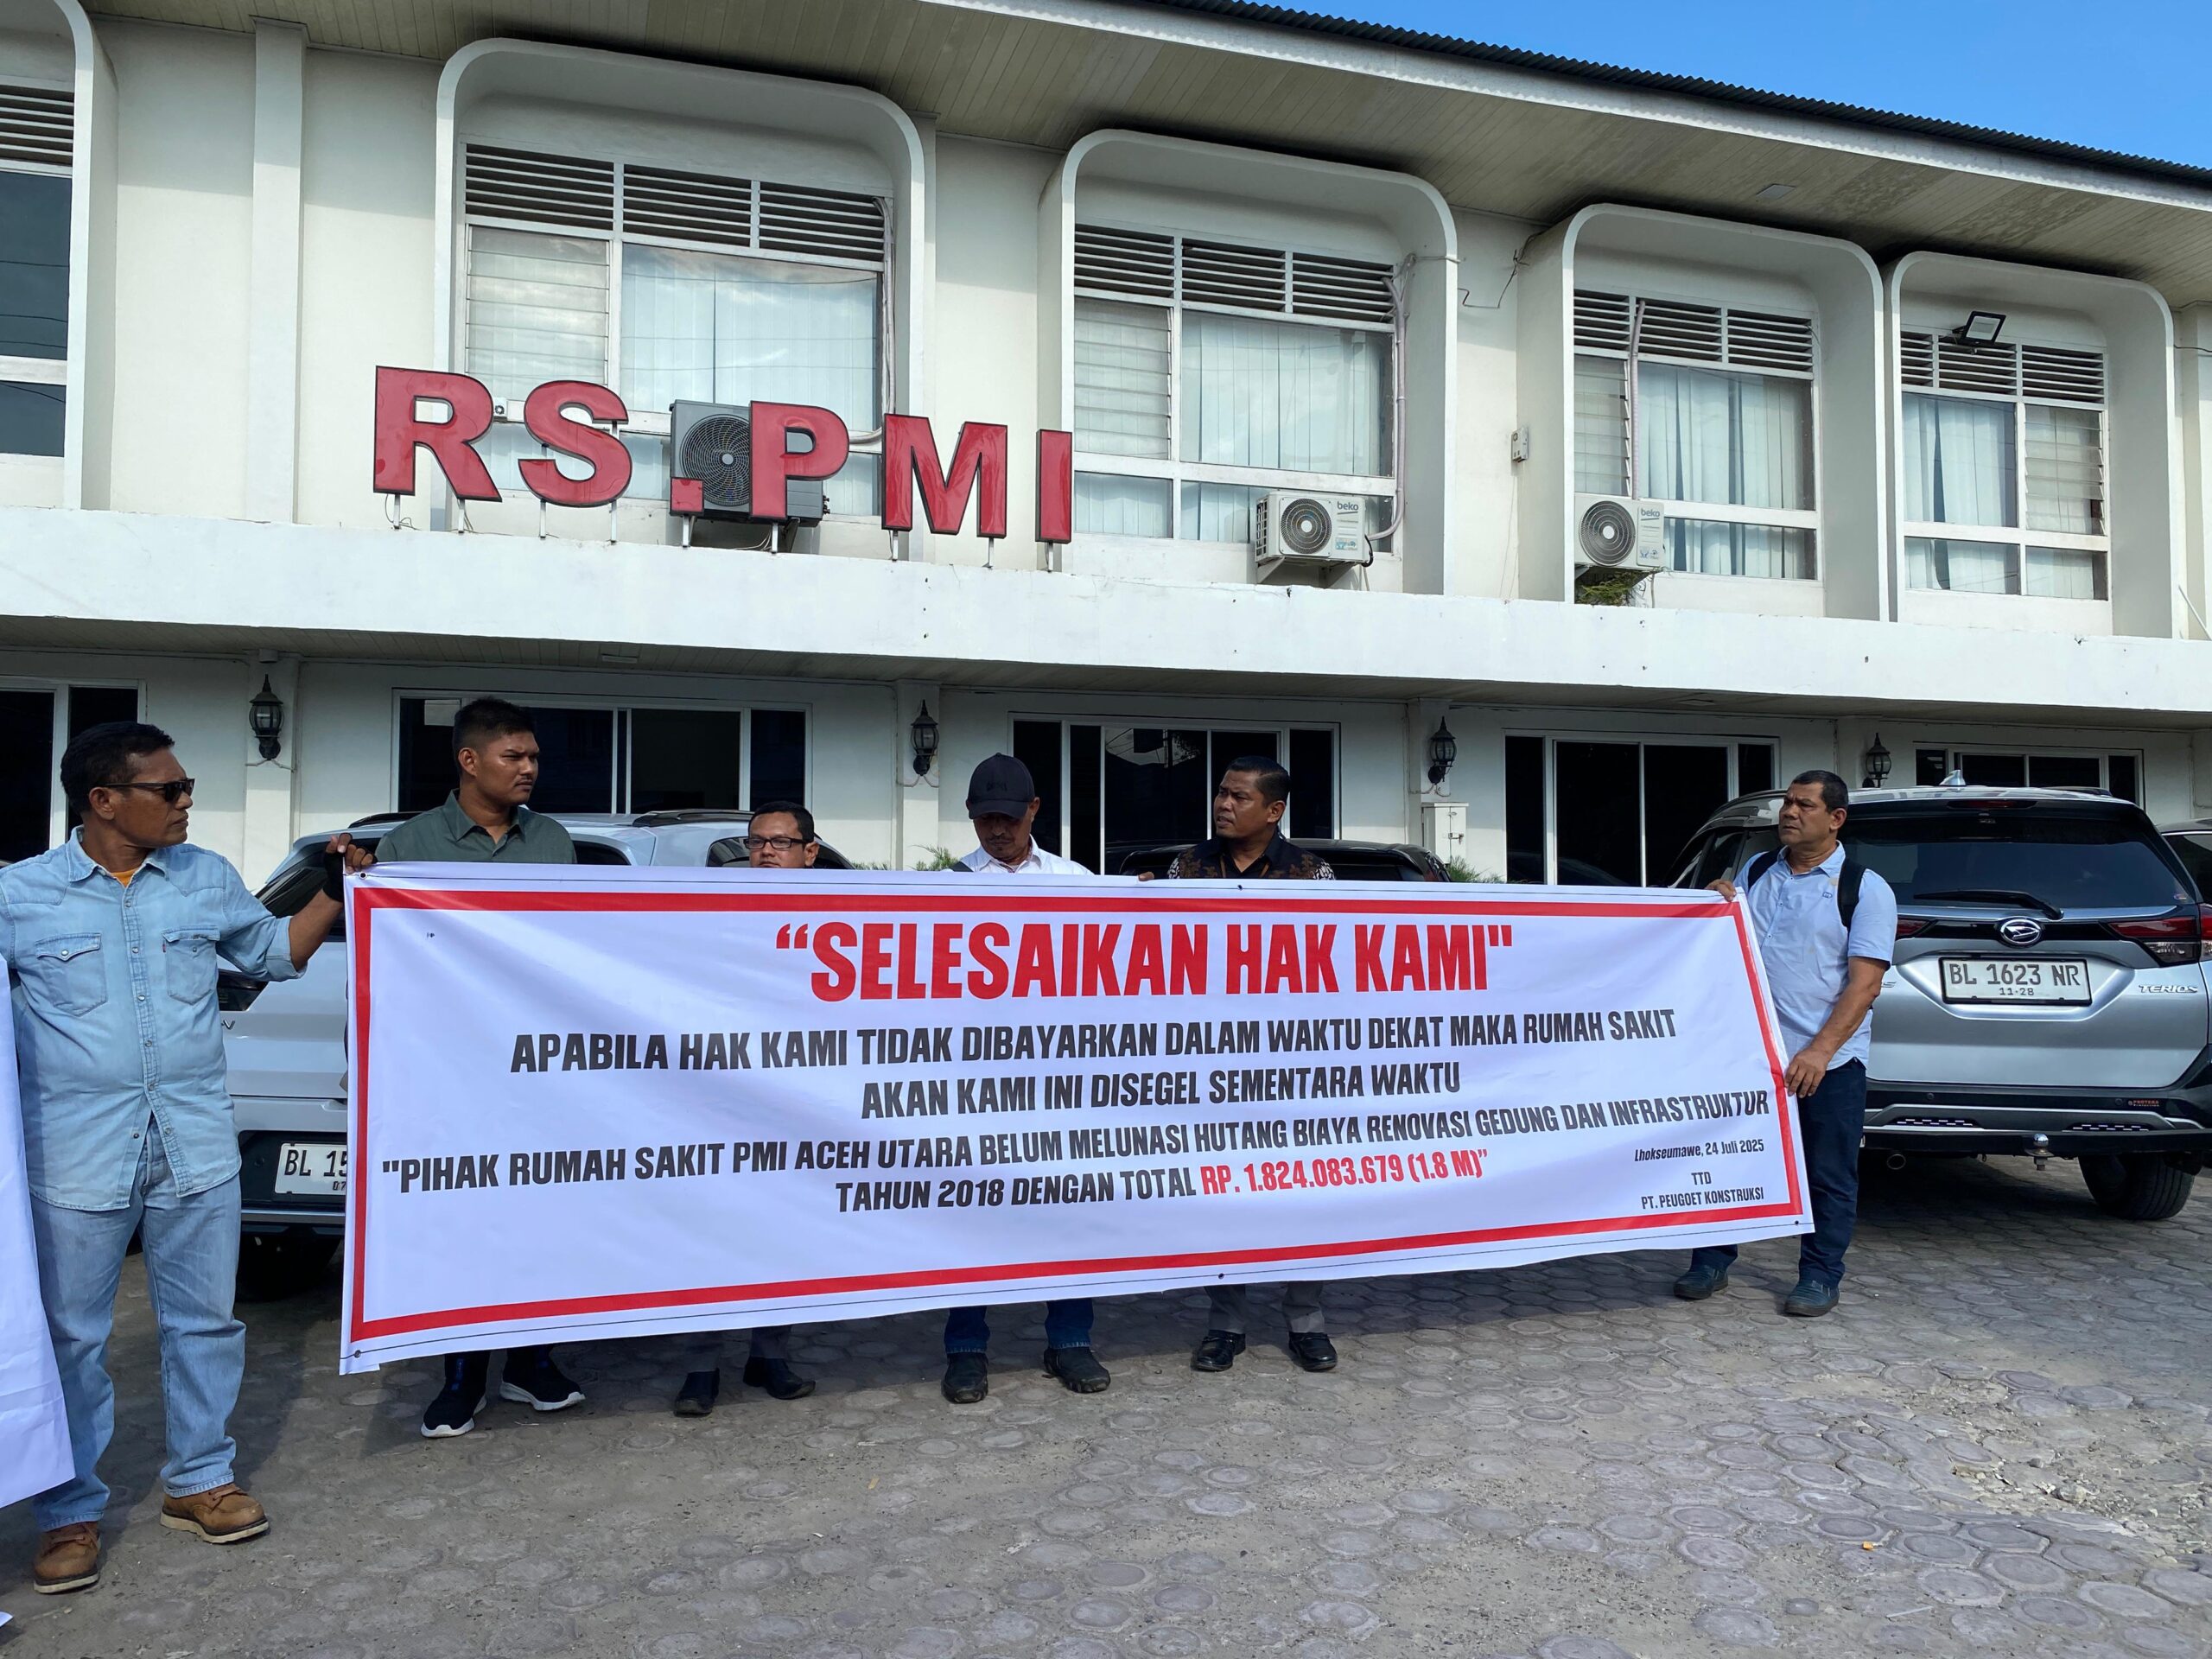 RS.PMI
beko
beko
"SELESAIKAN HAK KAMI"
APABILA HAK KAMI TIDAK DIBAYARKAN DALAM WAKTU DEKAT MAKA RUMAH SAKIT
AKAN KAMI INI DISEGEL SEMENTARA WAKTU
"PIHAK RUMAH SAKIT PMI ACEH UTARA BELUM MELUNASI HUTANG BIAYA RENOVASI GEDUNG DAN INFRASTRUKTUR
TAHUN 2018 DENGAN TOTAL RP. 1.824.083.679 (1.8 M)"
Lhokseumawe, 24 Juli 2025
TTD
PT. PEUGOET KONSTRUKSI
BL 15
07
BL 1623 NR
11-28
TERIOS